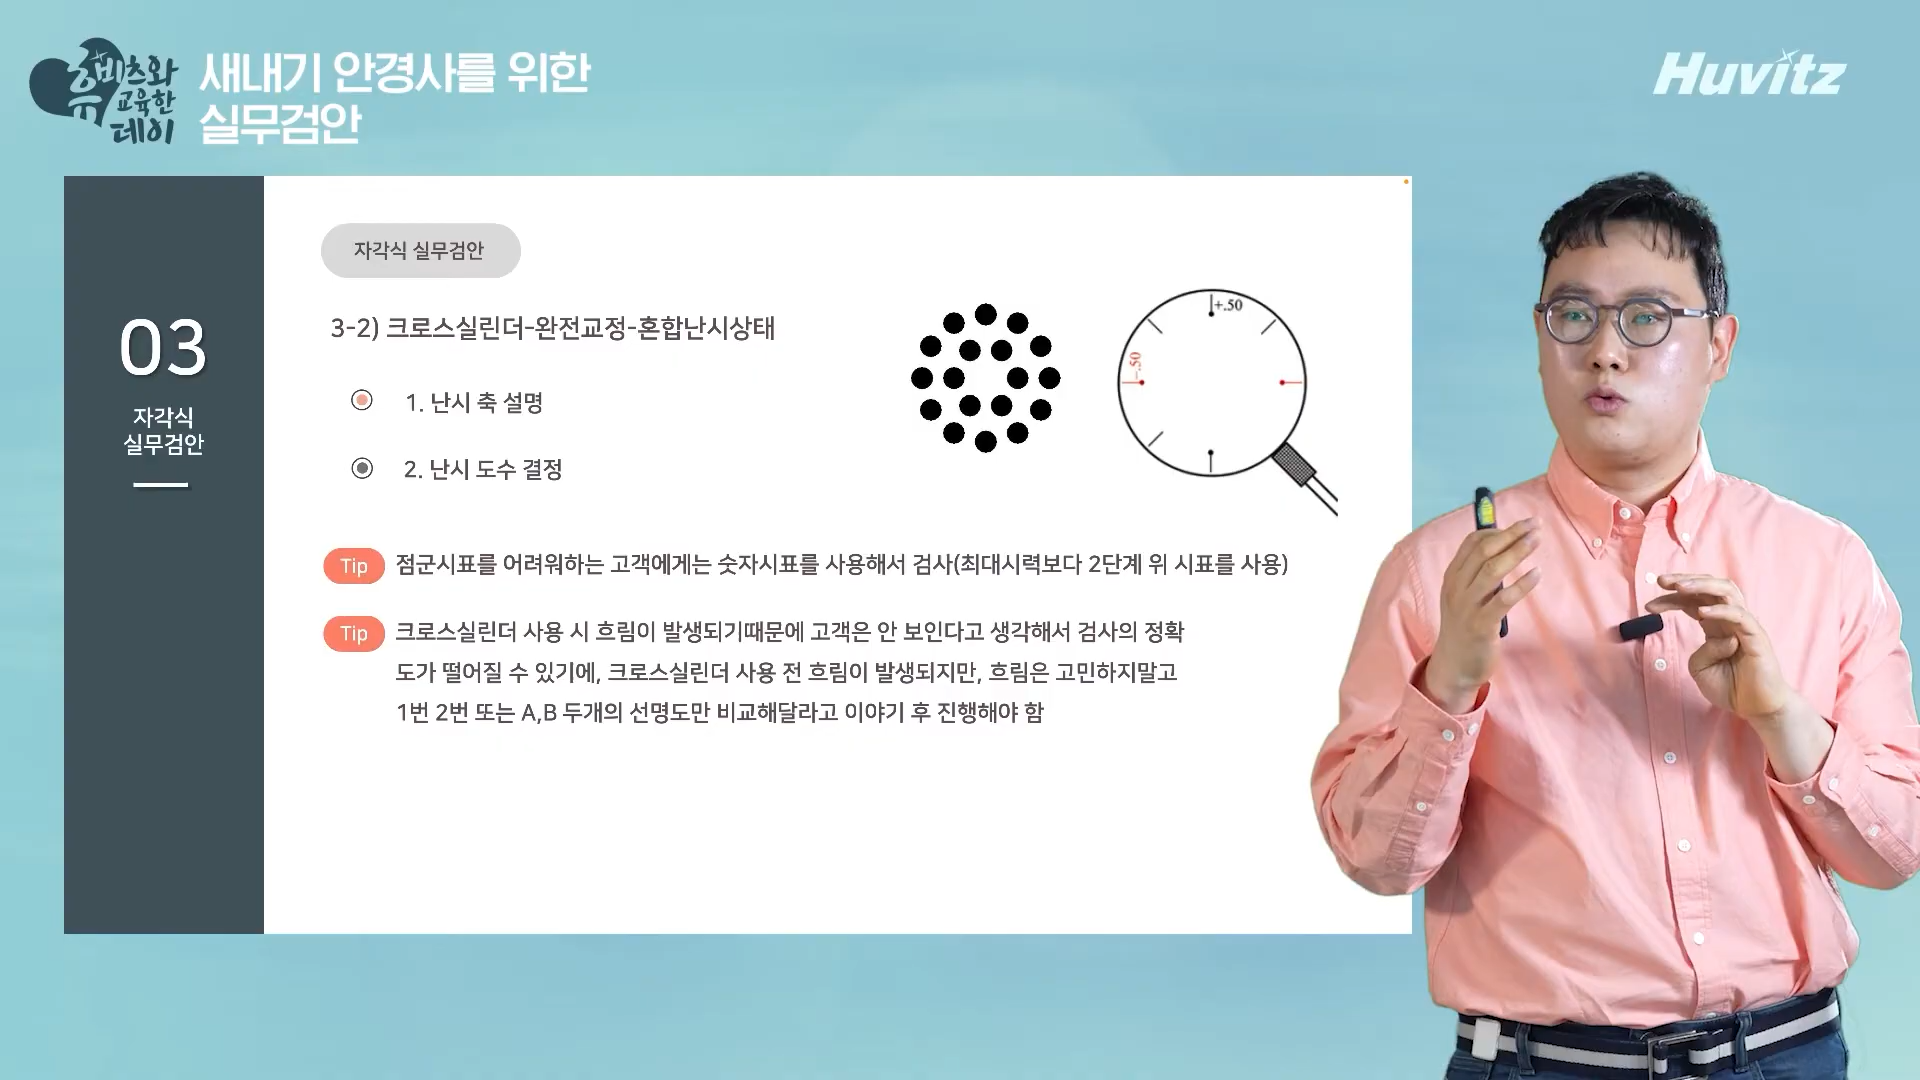 휴비츠와
교육한
데이
새내기 안경사를 위한
실무검안
Huvitz
03
자각식
실무검안
자각식 실무검안
3-2) 크로스실린더-완전교정-혼합난시상태
1. 난시 축 설명
2. 난시 도수 결정
+.50
-.50
Tip 점군시표를 어려워하는 고객에게는 숫자시표를 사용해서 검사(최대시력보다 2단계 위 시표를 사용)
Tip 크로스실린더 사용 시 흐림이 발생되기때문에 고객은 안 보인다고 생각해서 검사의 정확
도가 떨어질 수 있기에, 크로스실린더 사용 전 흐림이 발생되지만, 흐림은 고민하지말고
1번 2번 또는 A,B 두개의 선명도만 비교해달라고 이야기 후 진행해야 함